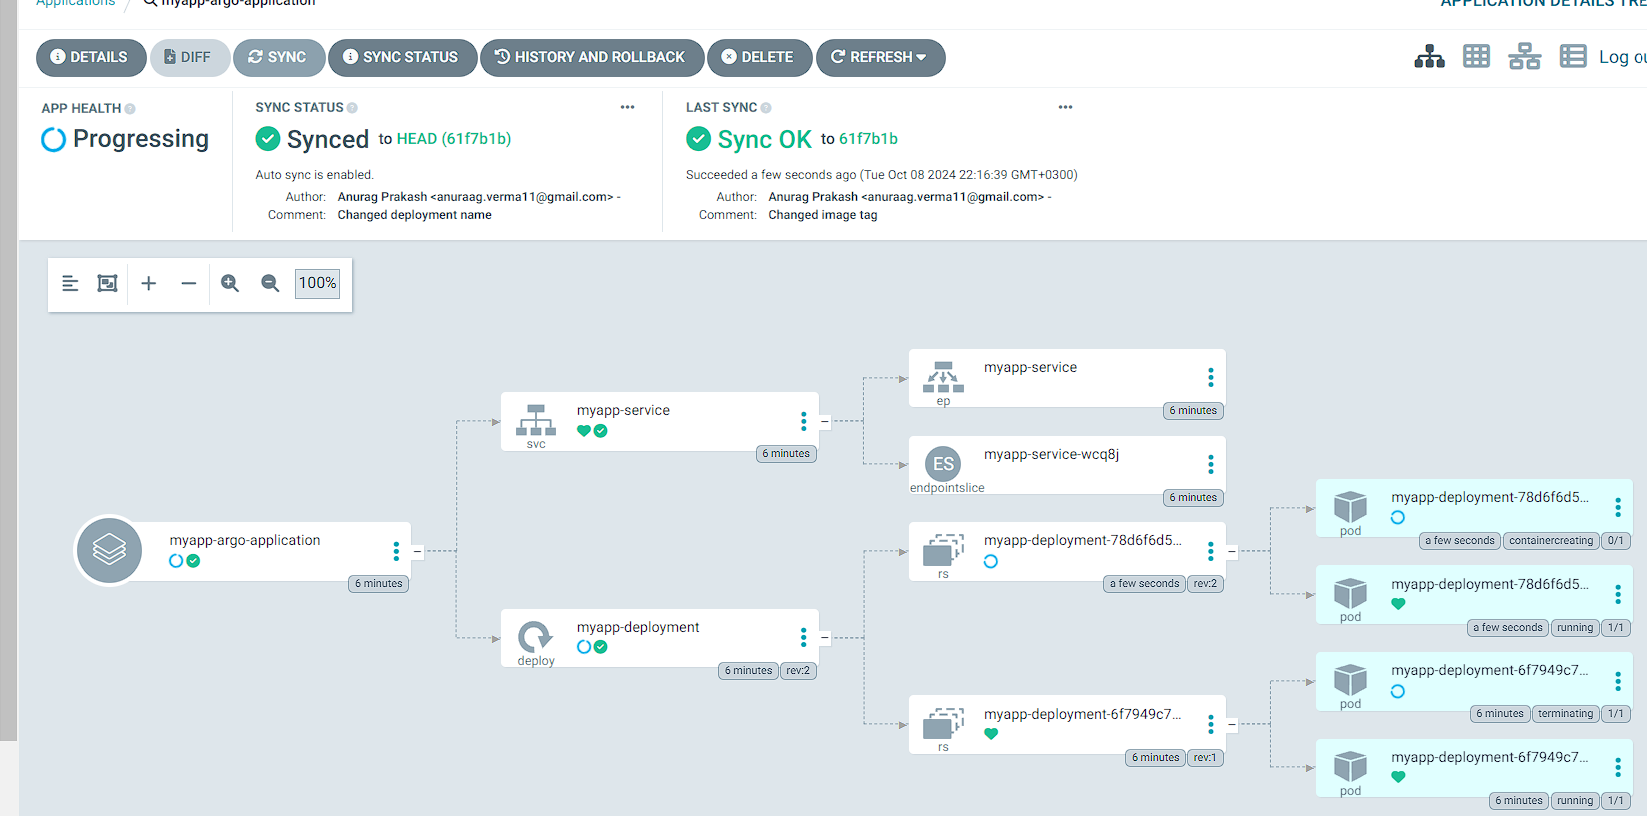 Applications / myapp-argo-application
APPLICATION DETAILS TRE
DETAILS DIFF SYNC SYNC STATUS HISTORY AND ROLLBACK DELETE REFRESH
Log ou
APP HEALTH
Progressing
SYNC STATUS
Synced to HEAD (61f7b1b)
Auto sync is enabled.
Author: Anurag Prakash <anuraag.verma11@gmail.com> -
Comment: Changed deployment name
LAST SYNC
Sync OK to 61f7b1b
Succeeded a few seconds ago (Tue Oct 08 2024 22:16:39 GMT+0300)
Author: Anurag Prakash <anuraag.verma11@gmail.com> -
Comment: Changed image tag
100%
myapp-argo-application
6 minutes
myapp-service
svc
6 minutes
myapp-deployment
deploy
6 minutes rev:2
myapp-service
ep
6 minutes
ES
myapp-service-wcq8j
endpointslice
6 minutes
myapp-deployment-78d6f6d5...
rs
a few seconds rev:2
myapp-deployment-6f7949c7...
rs
6 minutes rev:1
myapp-deployment-78d6f6d5...
pod
a few seconds containercreating 0/1
myapp-deployment-78d6f6d5...
pod
a few seconds running 1/1
myapp-deployment-6f7949c7...
pod
6 minutes terminating 1/1
myapp-deployment-6f7949c7...
pod
6 minutes running 1/1